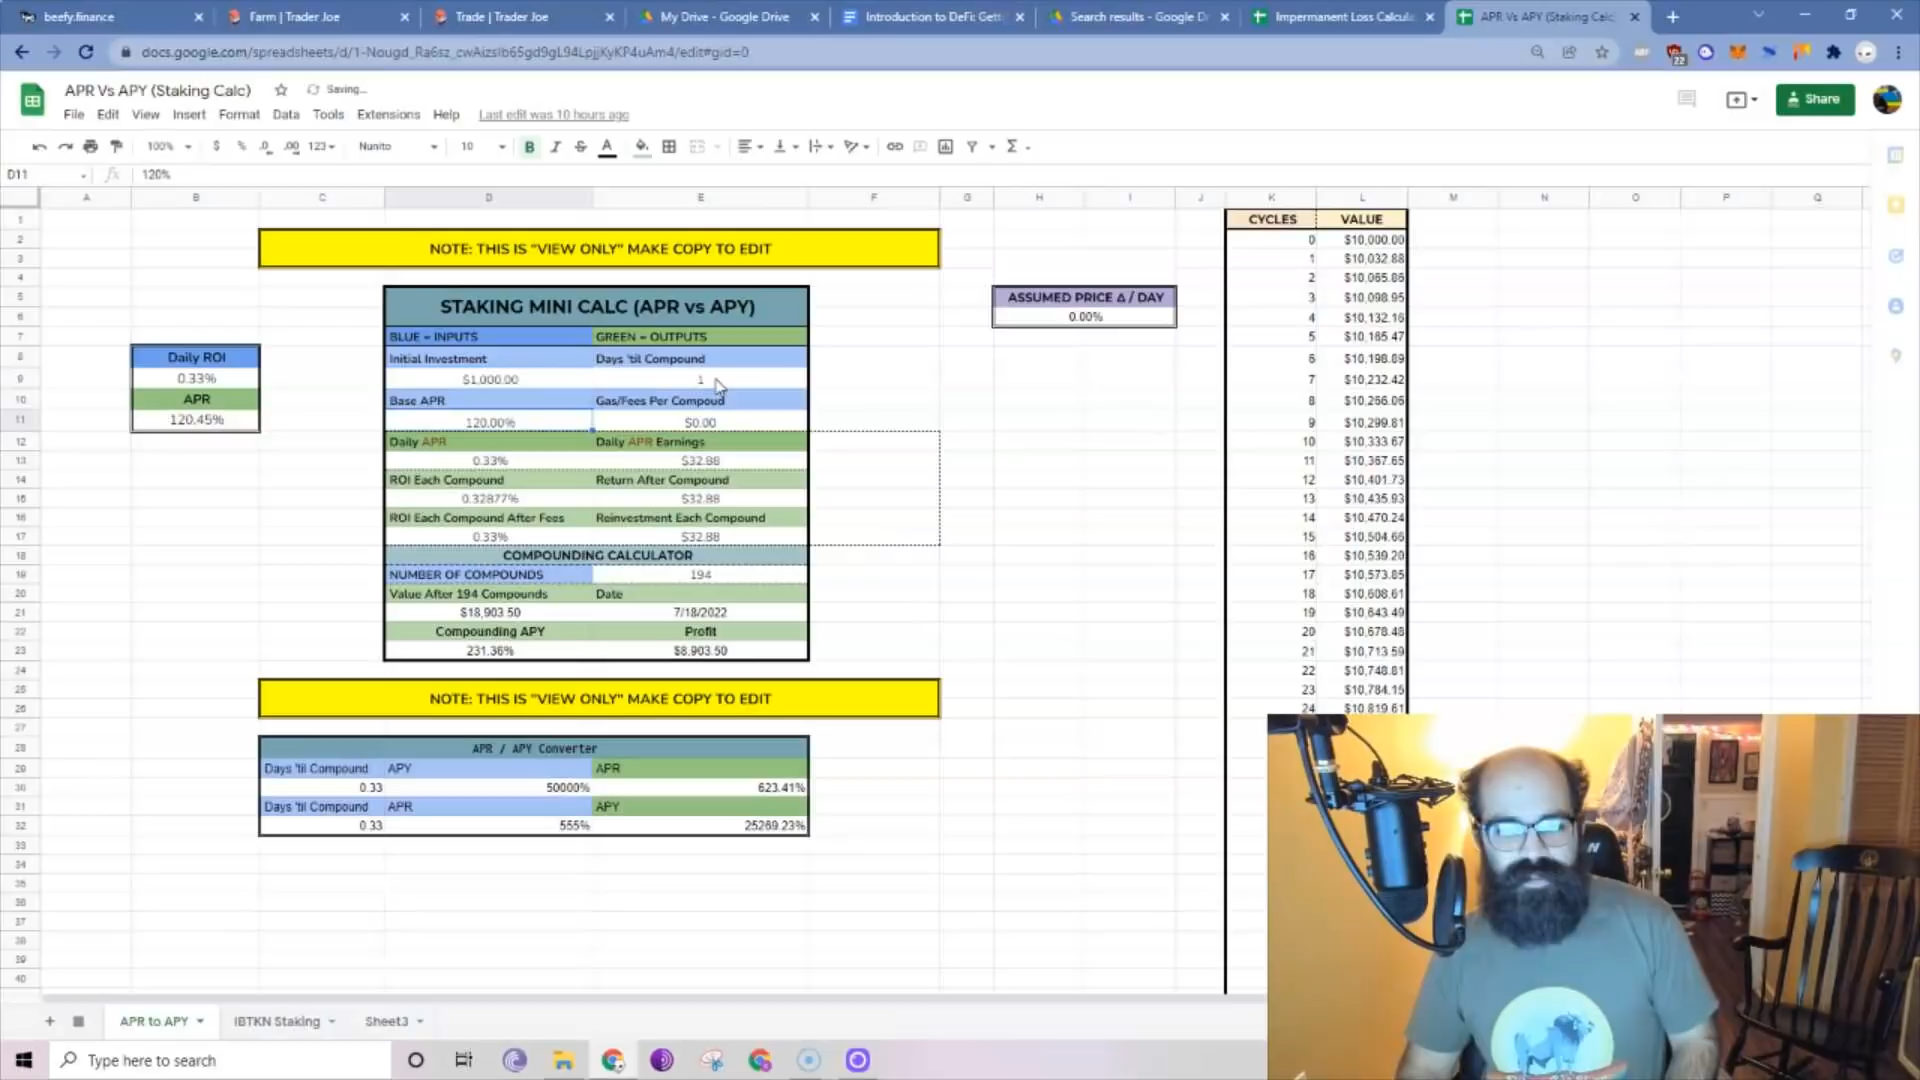 beefy.finance
Farm | Trader Joe
Trade | Trader Joe
My Drive - Google Drive
Introduction to DeFi: Gett
Search results - Google D
Impermanent Loss Calcula
APR Vs APY (Staking Calc
APR Vs APY (Staking Calc)
Saving...
File Edit View Insert Format Data Tools Extensions Help Last edit was 10 hours ago
Share
100% $ % .0 .00 123 Nunito 10 B I S A
D11 fx 120%
A B C D E F G H I J K L M N O P Q
CYCLES VALUE
0 $10,000.00
1 $10,032.88
2 $10,065.86
3 $10,098.95
4 $10,132.16
5 $10,165.47
6 $10,198.89
7 $10,232.42
8 $10,266.06
9 $10,299.81
10 $10,333.67
11 $10,367.65
12 $10,401.73
13 $10,435.93
14 $10,470.24
15 $10,504.66
16 $10,539.20
17 $10,573.85
18 $10,608.61
19 $10,643.49
20 $10,678.48
21 $10,713.59
22 $10,748.81
23 $10,784.15
24 $10,819.61
NOTE: THIS IS "VIEW ONLY" MAKE COPY TO EDIT
ASSUMED PRICE Δ / DAY
0.00%
STAKING MINI CALC (APR vs APY)
BLUE = INPUTS GREEN = OUTPUTS
Initial Investment Days 'til Compound
$1,000.00 1
Base APR Gas/Fees Per Compoud
120.00% $0.00
Daily APR Daily APR Earnings
0.33% $32.88
ROI Each Compound Return After Compound
0.32877% $32.88
ROI Each Compound After Fees Reinvestment Each Compound
0.33% $32.88
COMPOUNDING CALCULATOR
NUMBER OF COMPOUNDS 194
Value After 194 Compounds Date
$18,903.50 7/18/2022
Compounding APY Profit
231.36% $8,903.50
Daily ROI
0.33%
APR
120.45%
NOTE: THIS IS "VIEW ONLY" MAKE COPY TO EDIT
APR / APY Converter
Days 'til Compound APY APR
0.33 50000% 623.41%
Days 'til Compound APR APY
0.33 555% 25269.23%
APR to APY IBTKN Staking Sheet3
Type here to search